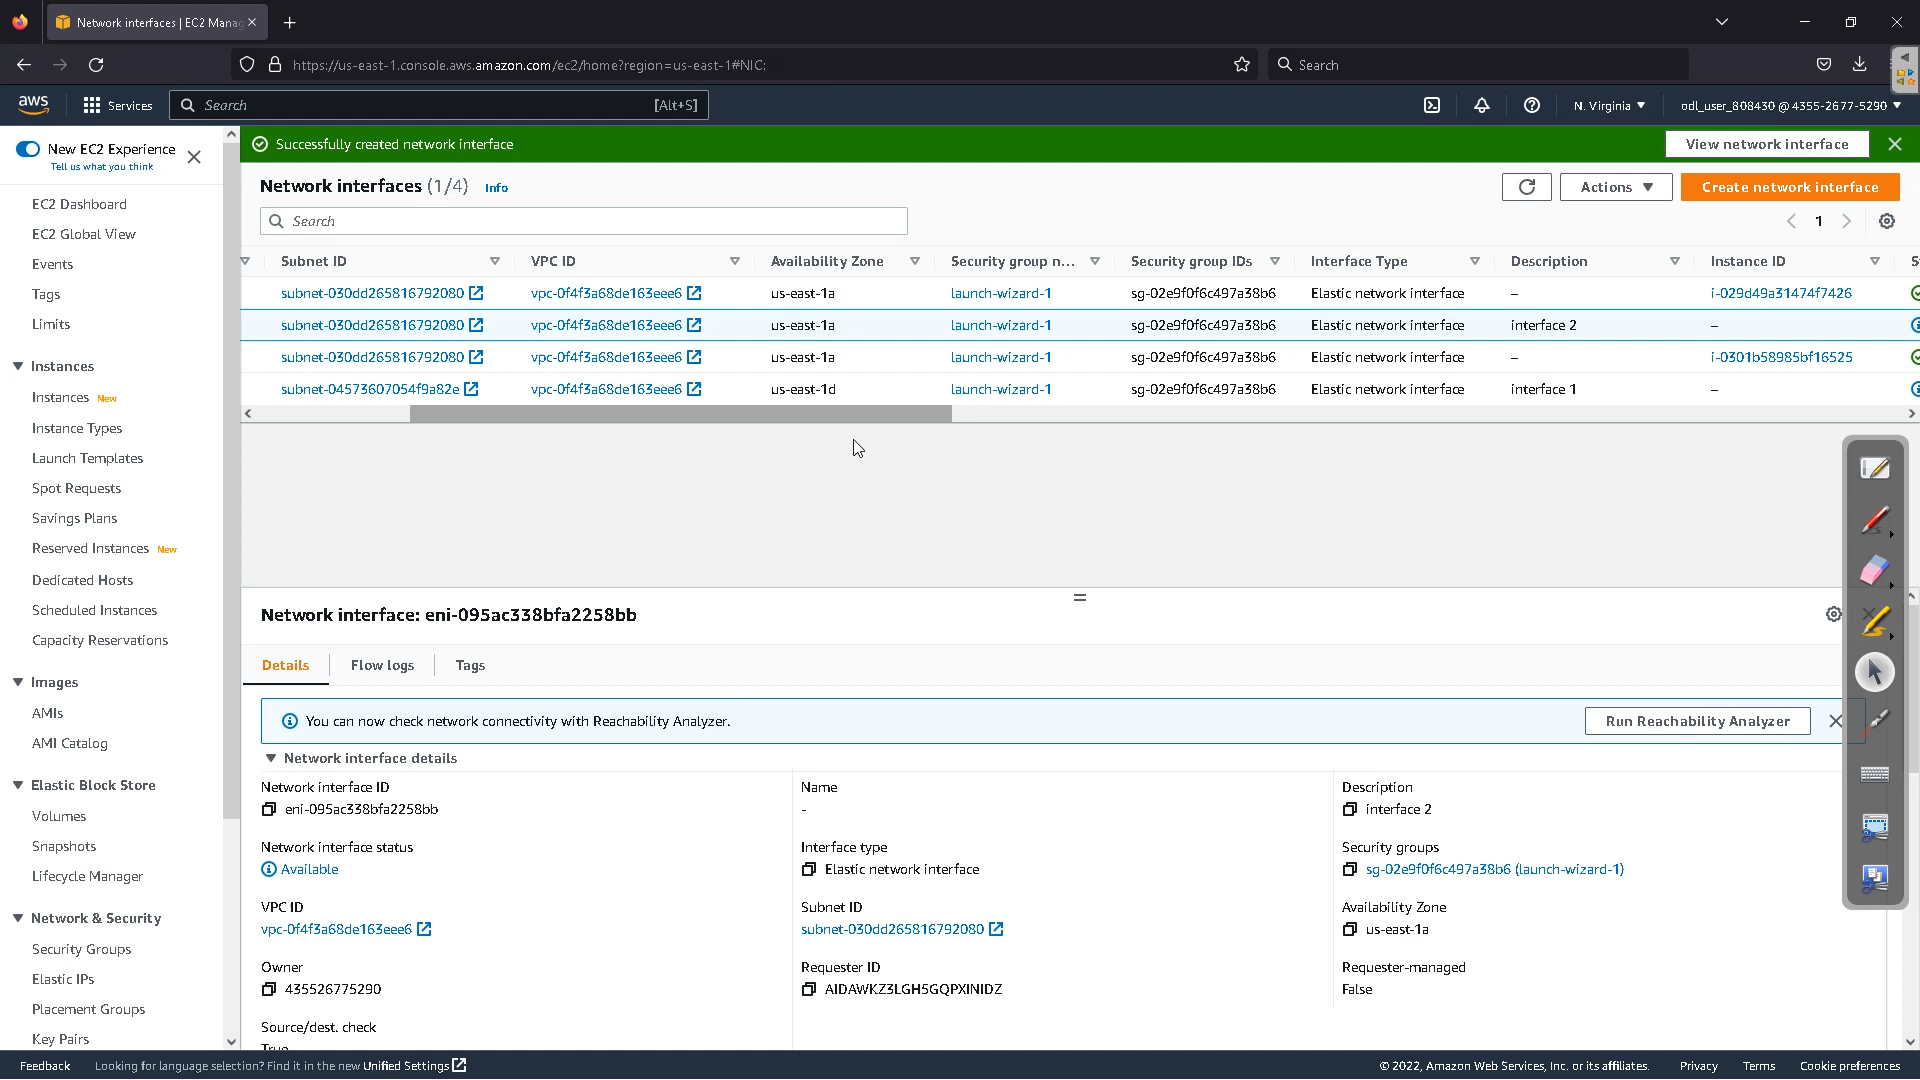 Network interfaces | EC2 Manag
https://us-east-1.console.aws.amazon.com/ec2/home?region=us-east-1#NIC:
Search
aws
Services
Search
[Alt+S]
N. Virginia
odl_user_808430 @ 4355-2677-5290
New EC2 Experience
Tell us what you think
Successfully created network interface
View network interface
Network interfaces (1/4) Info
Actions
Create network interface
Search
1
EC2 Dashboard
EC2 Global View
Events
Tags
Limits
Instances
Instances New
Instance Types
Launch Templates
Spot Requests
Savings Plans
Reserved Instances New
Dedicated Hosts
Scheduled Instances
Capacity Reservations
Images
AMIs
AMI Catalog
Elastic Block Store
Volumes
Snapshots
Lifecycle Manager
Network & Security
Security Groups
Elastic IPs
Placement Groups
Key Pairs
Subnet ID VPC ID Availability Zone Security group n... Security group IDs Interface Type Description Instance ID S
subnet-030dd265816792080 vpc-0f4f3a68de163eee6 us-east-1a launch-wizard-1 sg-02e9f0f6c497a38b6 Elastic network interface – i-029d49a31474f7426
subnet-030dd265816792080 vpc-0f4f3a68de163eee6 us-east-1a launch-wizard-1 sg-02e9f0f6c497a38b6 Elastic network interface interface 2 –
subnet-030dd265816792080 vpc-0f4f3a68de163eee6 us-east-1a launch-wizard-1 sg-02e9f0f6c497a38b6 Elastic network interface – i-0301b58985bf16525
subnet-04573607054f9a82e vpc-0f4f3a68de163eee6 us-east-1d launch-wizard-1 sg-02e9f0f6c497a38b6 Elastic network interface interface 1 –
Network interface: eni-095ac338bfa2258bb
Details
Flow logs
Tags
You can now check network connectivity with Reachability Analyzer.
Run Reachability Analyzer
Network interface details
Network interface ID
eni-095ac338bfa2258bb
Name
-
Description
interface 2
Network interface status
Available
Interface type
Elastic network interface
Security groups
sg-02e9f0f6c497a38b6 (launch-wizard-1)
VPC ID
vpc-0f4f3a68de163eee6
Subnet ID
subnet-030dd265816792080
Availability Zone
us-east-1a
Owner
435526775290
Requester ID
AIDAWKZ3LGH5GQPXINIDZ
Requester-managed
False
Source/dest. check
True
Feedback
Looking for language selection? Find it in the new Unified Settings
© 2022, Amazon Web Services, Inc. or its affiliates.
Privacy
Terms
Cookie preferences